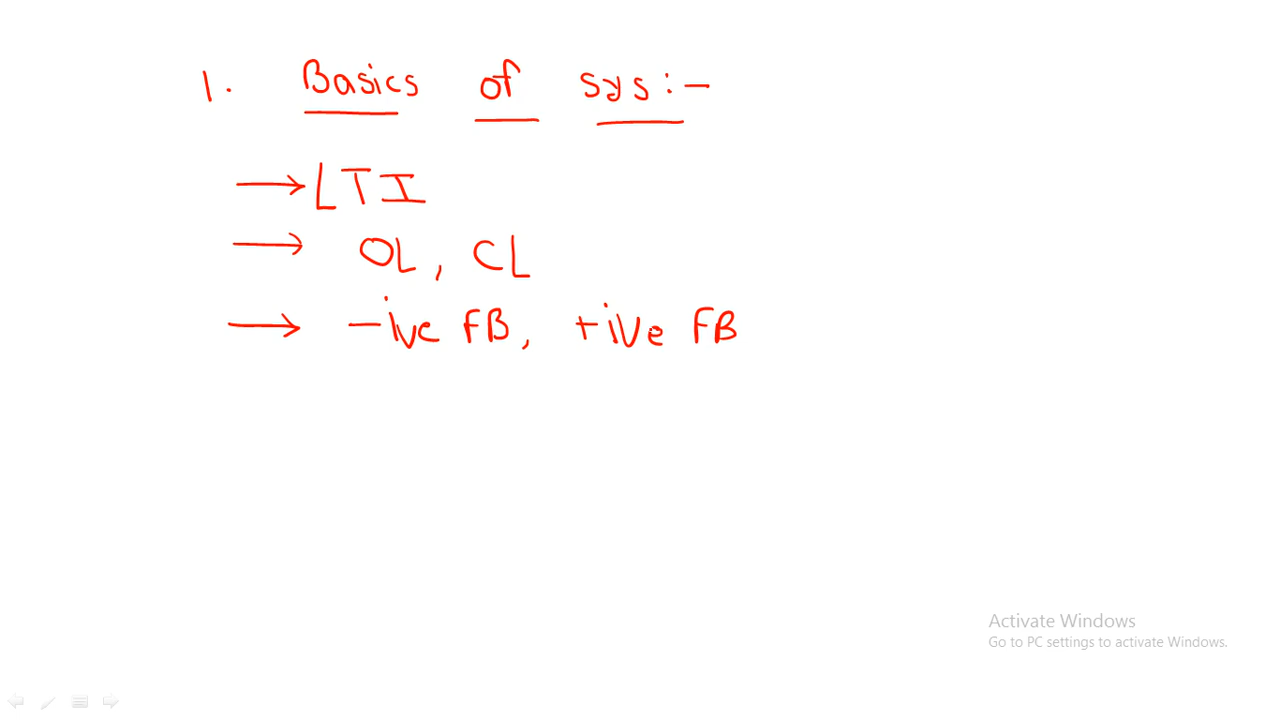 1. Basics of sys:-
→ LTI
→ OL, CL
→ -ive FB, +ive FB
Activate Windows
Go to PC settings to activate Windows.